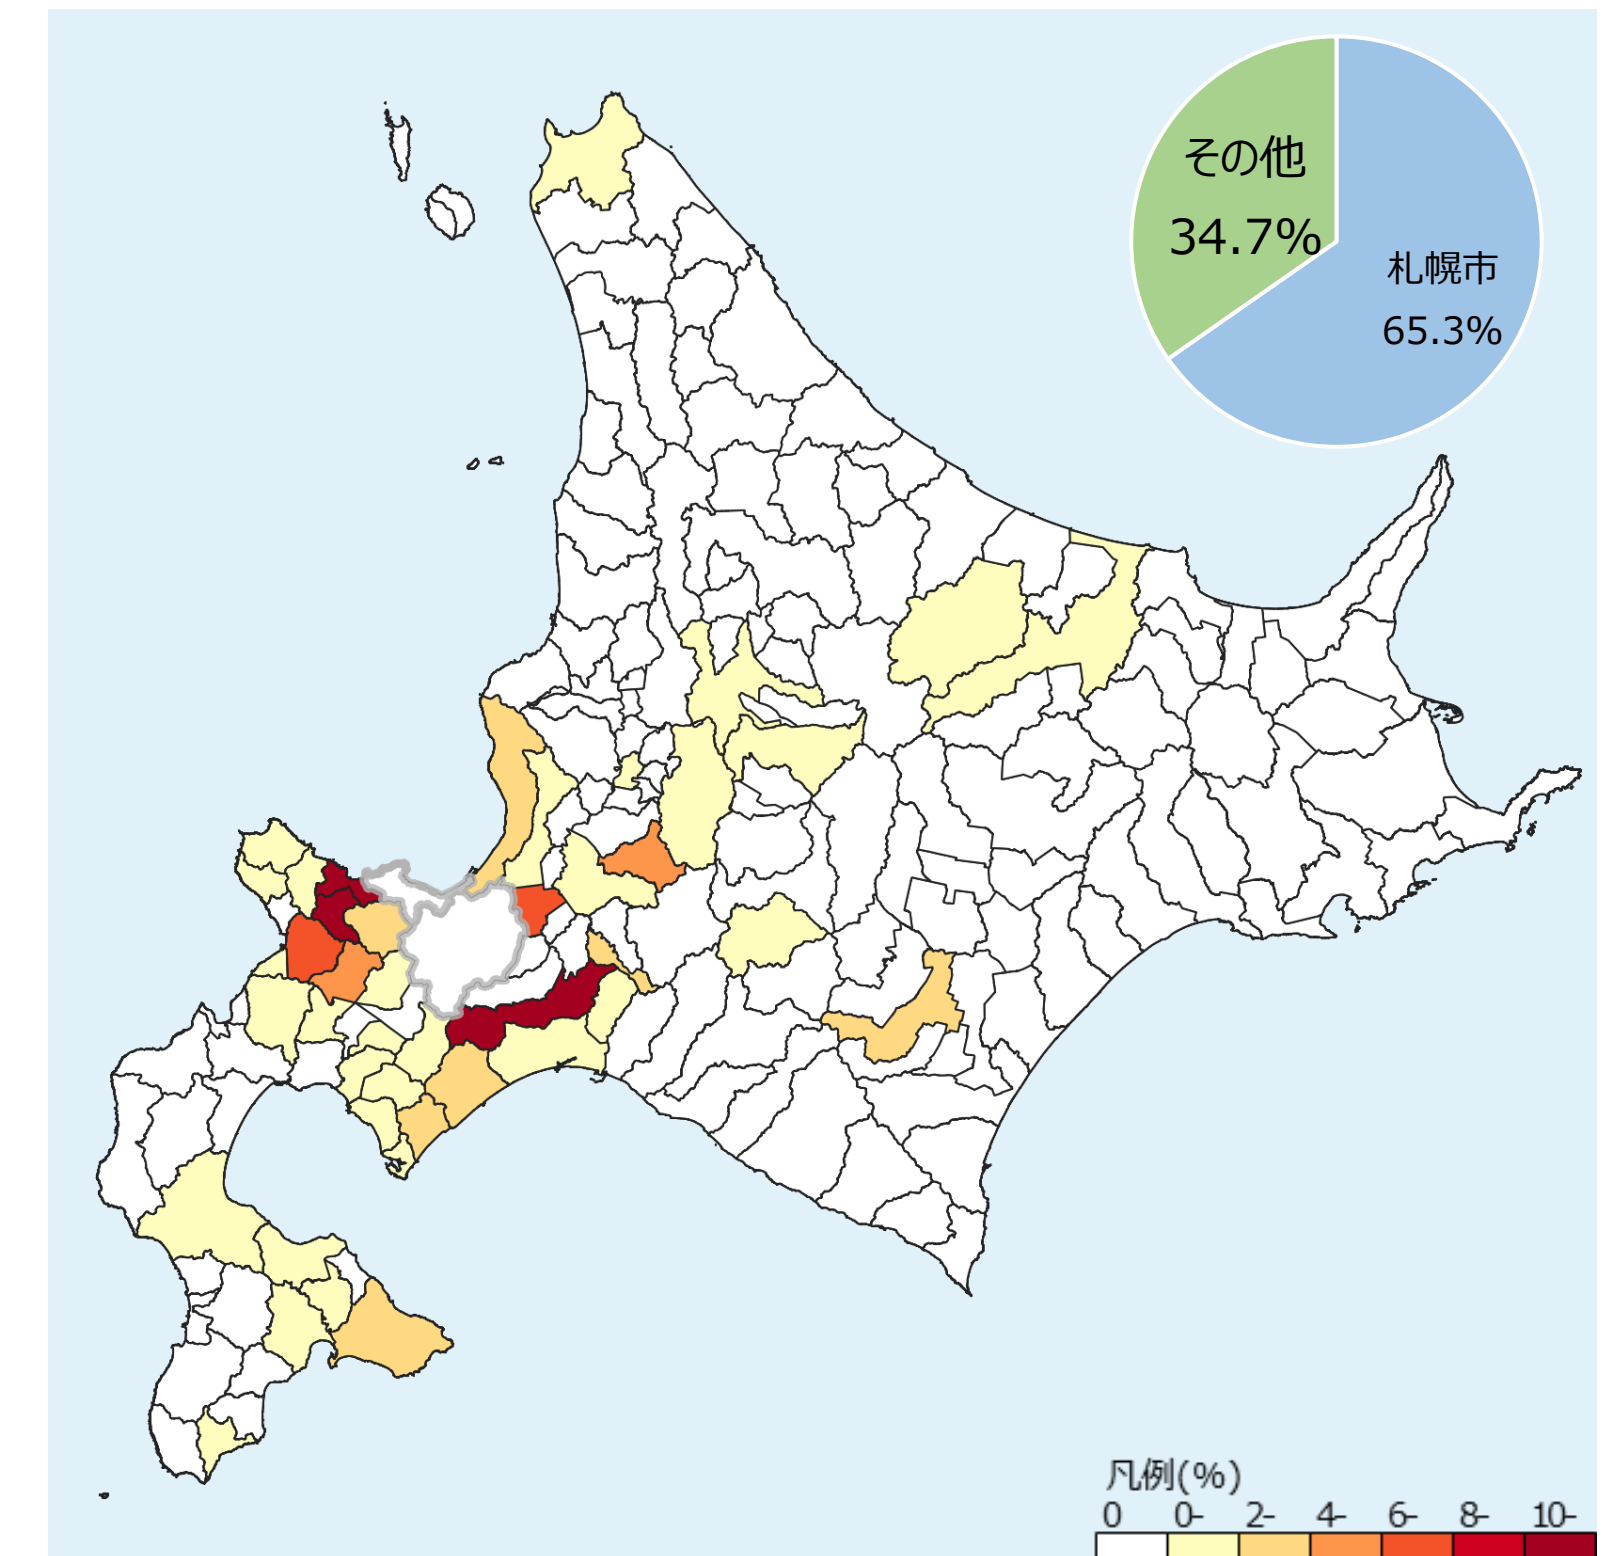 その他
34.7%
札幌市
65.3%
凡例(%)
0 0- 2- 4- 6- 8- 10-